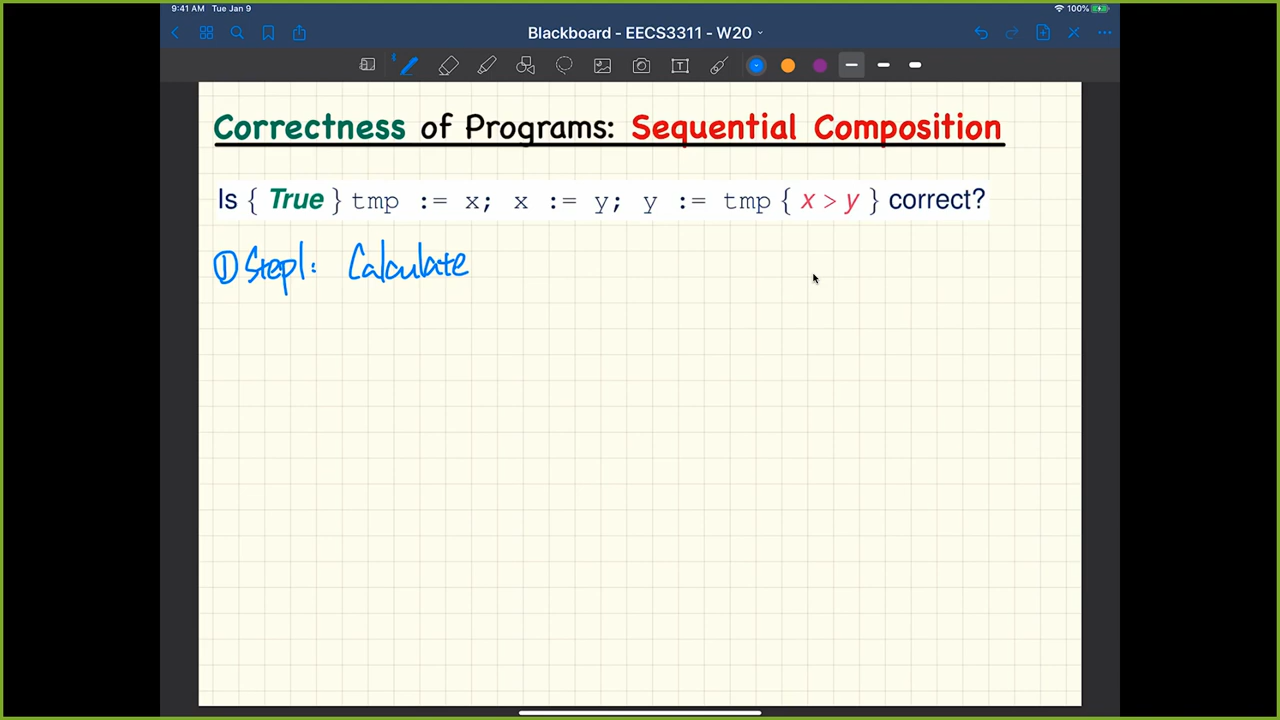 9:41 AM Tue Jan 9
100%
Blackboard - EECS3311 - W20
Correctness of Programs: Sequential Composition
Is { True } tmp := x; x := y; y := tmp { x > y } correct?
① Step1: Calculate